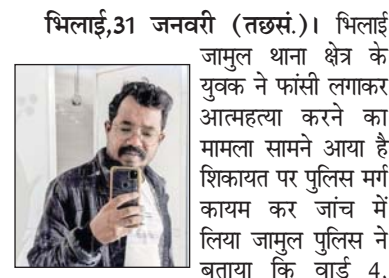 भिलाई,31 जनवरी (तछसं.)। भिलाई
जामुल थाना क्षेत्र के
युवक ने फांसी लगाकर
आत्महत्या करने का
मामला सामने आया है
शिकायत पर पुलिस मर्ग
कायम कर जांच में
लिया जामुल पुलिस ने
बताया कि वार्ड 4,